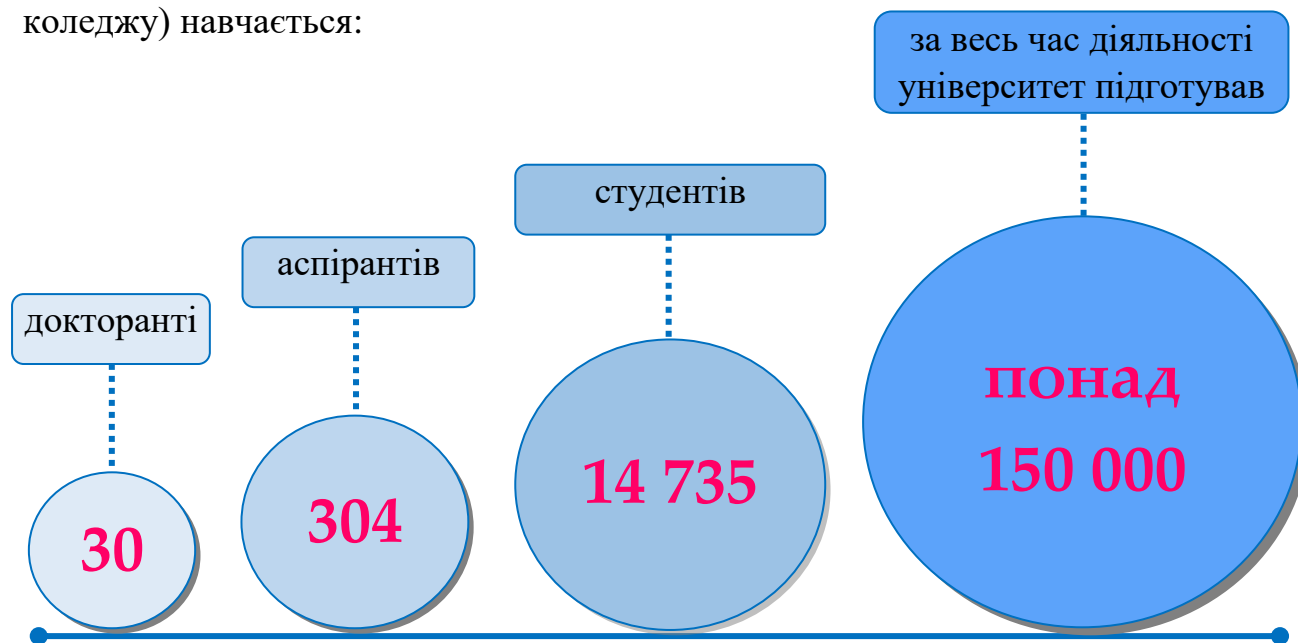 коледжу) навчається:
за весь час діяльності
університет підготував
студентів
аспірантів
докторанті
понад
150 000
14 735
304
30